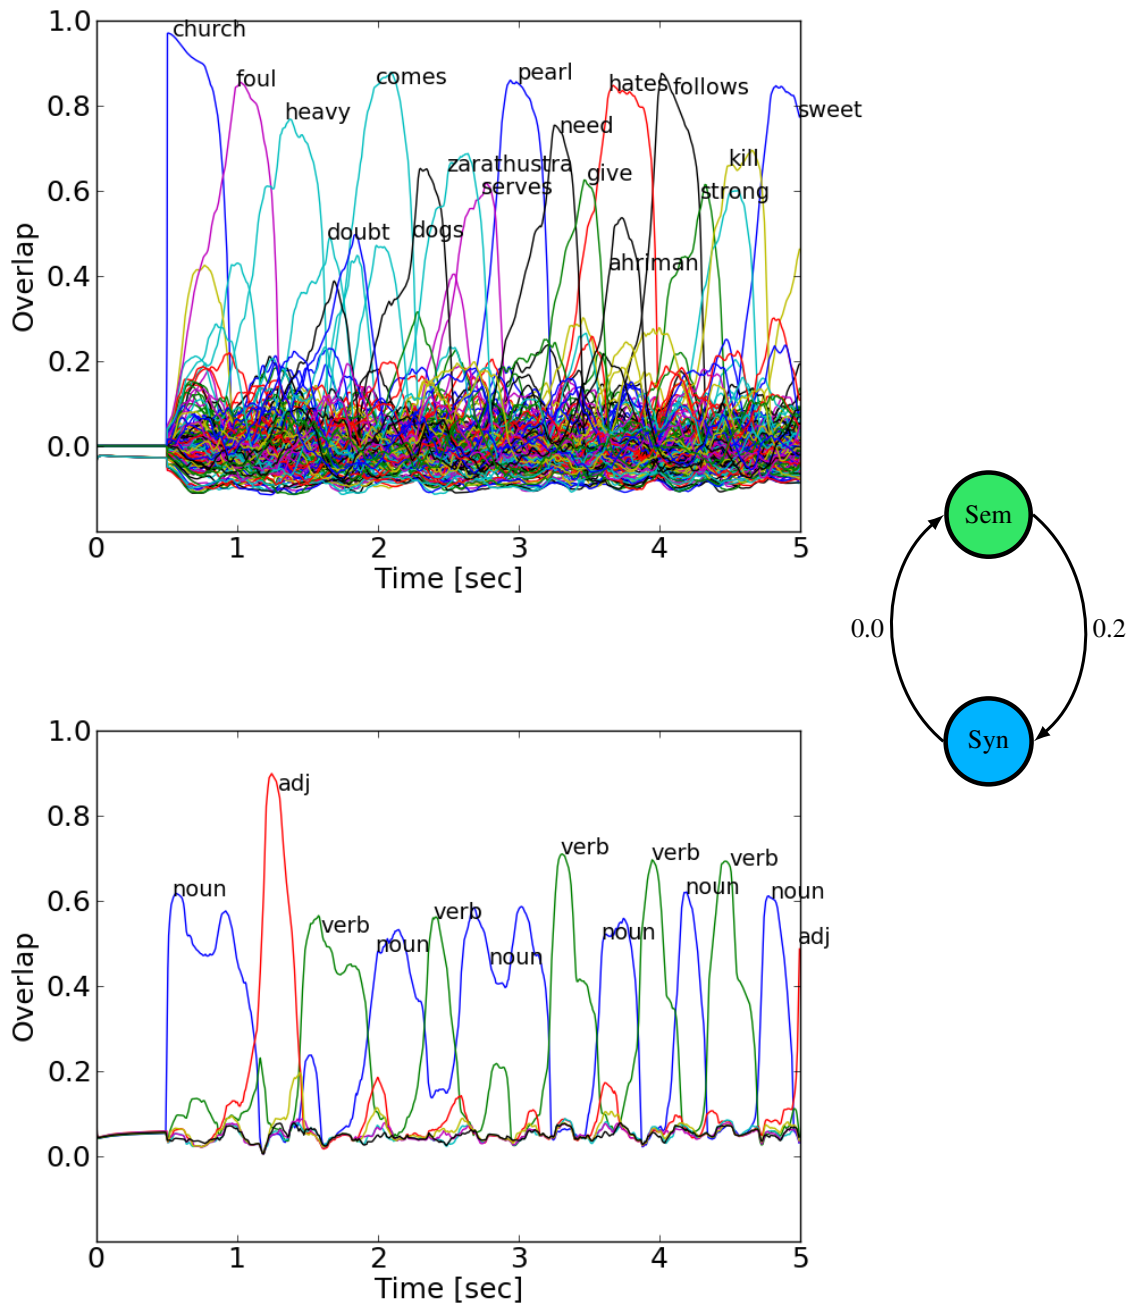 1.0
church
pearl
comes
foul
hates
follows
0.8
heavy
sweet
need
kill
zarathustra
give
0.6
serves
strong
doubt
dogs
0.4
ahriman
0.2
0.0
Overlap
0 1 2 3 4 5
Time [sec]
Sem
0.0 0.2
Syn
1.0
adj
0.8
verb
verb
verb
noun
noun
noun
0.6
verb
verb
noun
adj
noun
noun
0.4
0.2
0.0
Overlap
0 1 2 3 4 5
Time [sec]